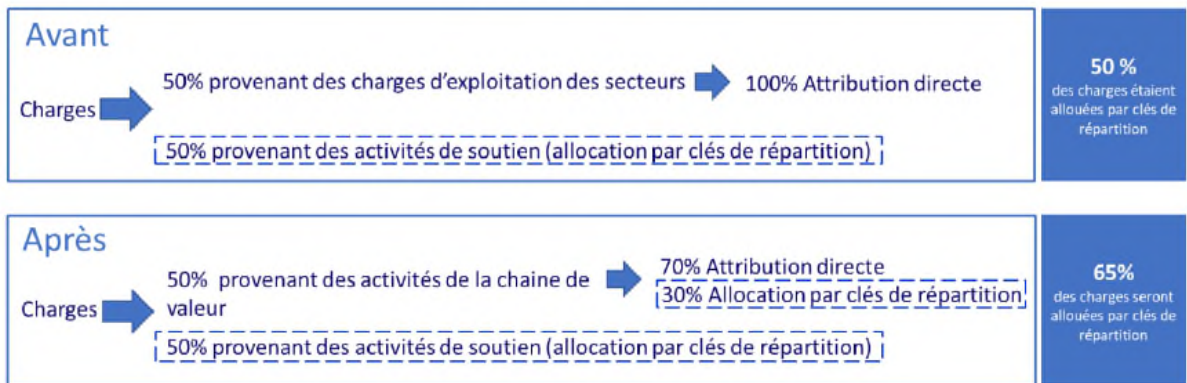 Avant
50% provenant des charges d'exploitation des secteurs
100% Attribution directe
Charges
50% provenant des activités de soutien (allocation par clés de répartition)
50 %
des charges étaient
allouées par clés de
répartition
Après
50% provenant des activités de la chaine de
valeur
70% Attribution directe
30% Allocation par clés de répartition
Charges
50% provenant des activités de soutien (allocation par clés de répartition)
65%
des charges seront
allouées par clés de
répartition